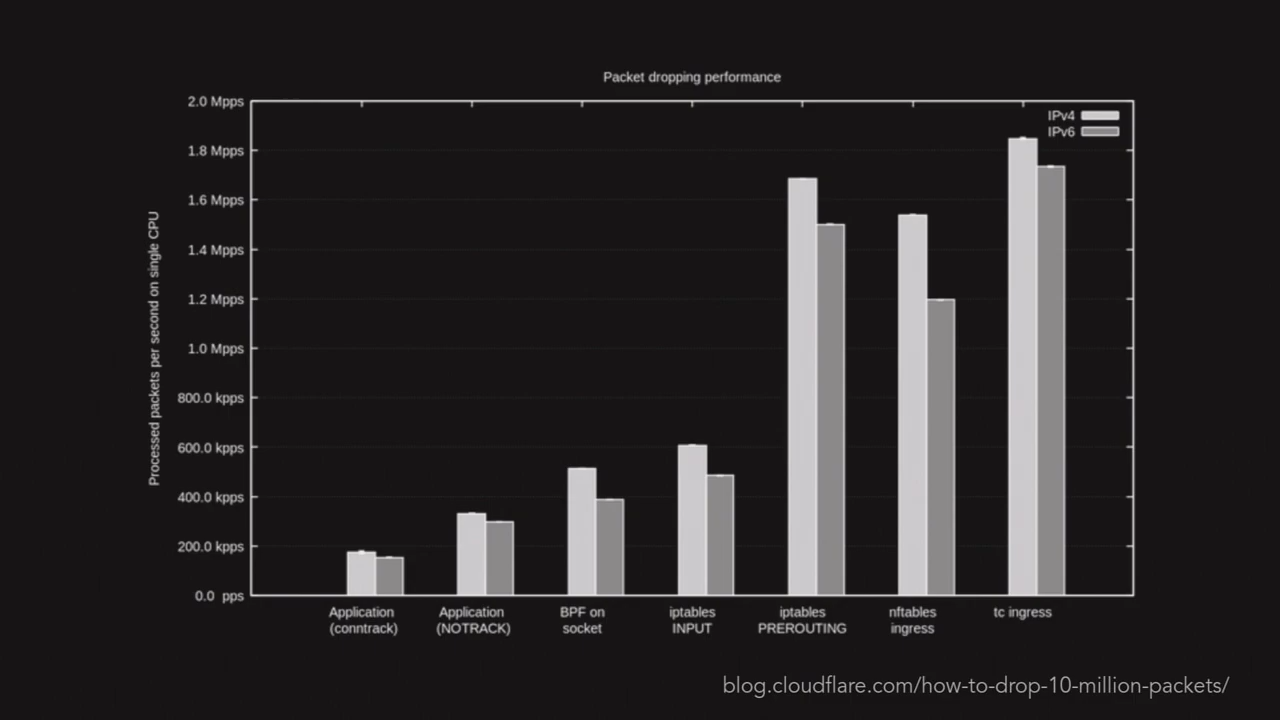 Packet dropping performance
2.0 Mpps
1.8 Mpps
1.6 Mpps
1.4 Mpps
1.2 Mpps
1.0 Mpps
800.0 kpps
600.0 kpps
400.0 kpps
200.0 kpps
0.0 pps
Processed packets per second on single CPU
IPv4
IPv6
Application
(conntrack)
Application
(NOTRACK)
BPF on
socket
iptables
INPUT
iptables
PREROUTING
nftables
ingress
tc ingress
blog.cloudflare.com/how-to-drop-10-million-packets/